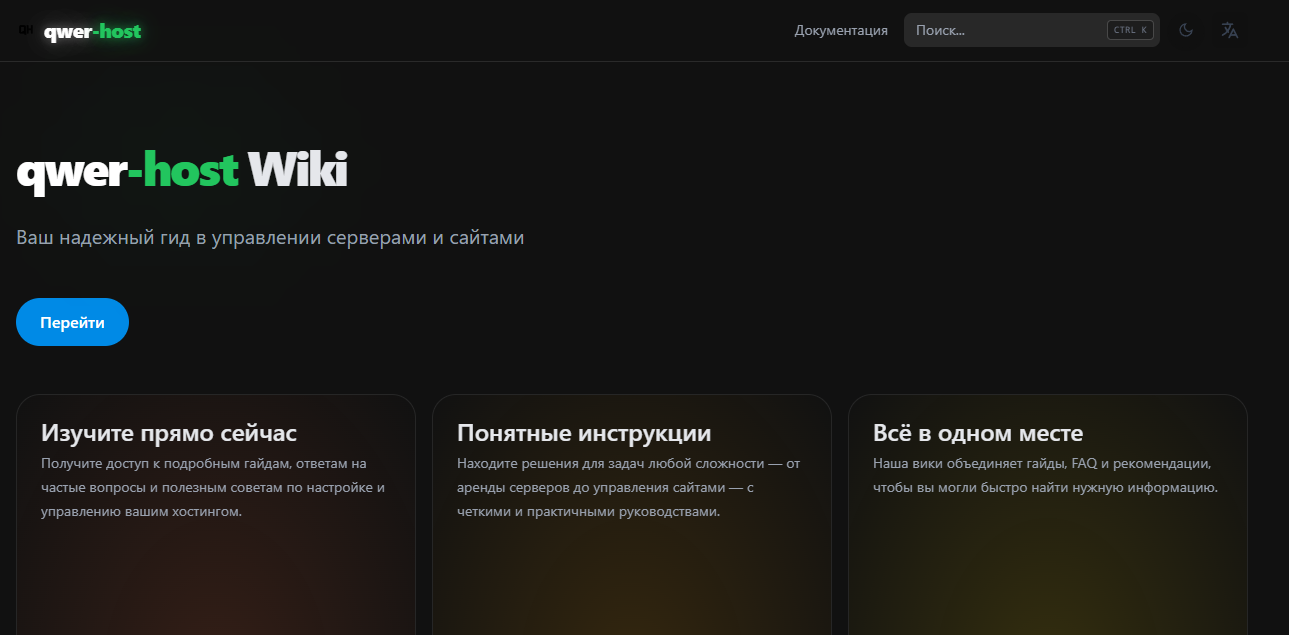 QH qwer-host
Документация
Поиск...
CTRL K
qwer-host Wiki
Ваш надежный гид в управлении серверами и сайтами
Перейти
Изучите прямо сейчас
Получите доступ к подробным гайдам, ответам на
частые вопросы и полезным советам по настройке и
управлению вашим хостингом.
Понятные инструкции
Находите решения для задач любой сложности — от
аренды серверов до управления сайтами — с
четкими и практичными руководствами.
Всё в одном месте
Наша вики объединяет гайды, FAQ и рекомендации,
чтобы вы могли быстро найти нужную информацию.